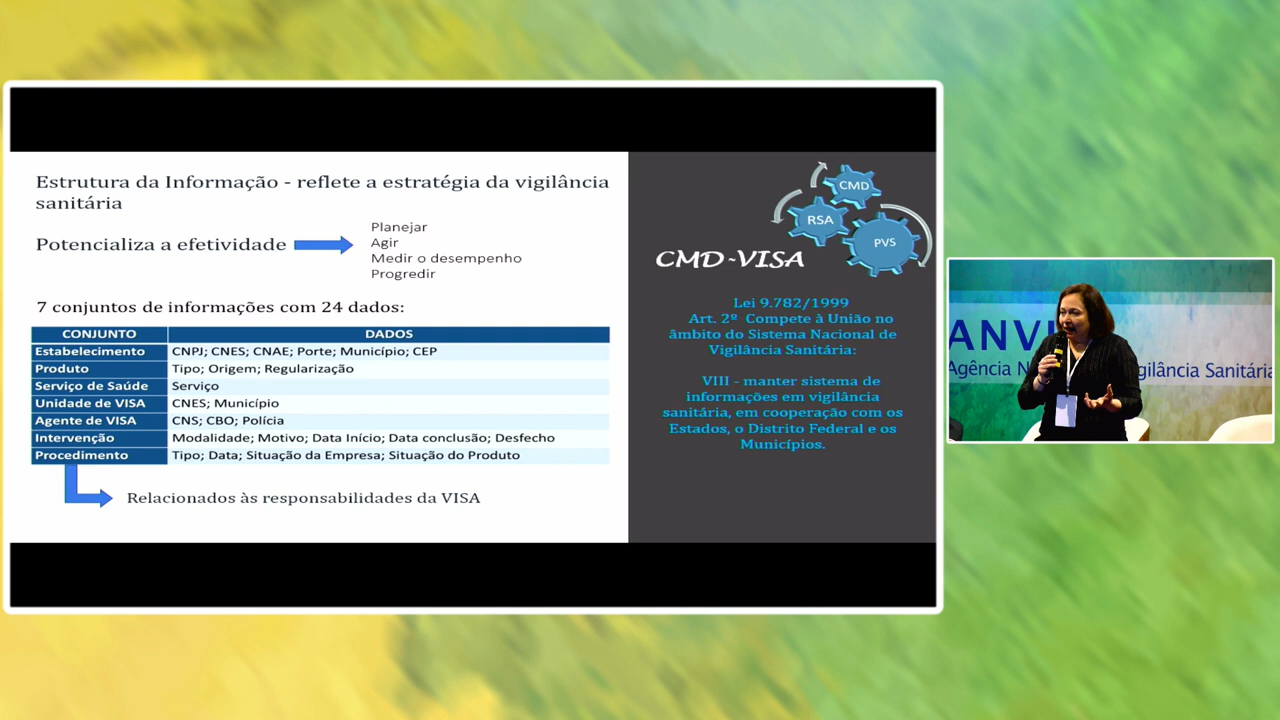 Estrutura da Informação - reflete a estratégia da vigilância
sanitária
Potencializa a efetividade
Planejar
Agir
Medir o desempenho
Progredir
7 conjuntos de informações com 24 dados:
CONJUNTO DADOS
Estabelecimento CNPJ; CNES; CNAE; Porte; Município; CEP
Produto Tipo; Origem; Regularização
Serviço de Saúde Serviço
Unidade de VISA CNES; Município
Agente de VISA CNS; CBO; Polícia
Intervenção Modalidade; Motivo; Data Início; Data conclusão; Desfecho
Procedimento Tipo; Data; Situação da Empresa; Situação do Produto
Relacionados às responsabilidades da VISA
CMD
RSA
PVS
CMD-VISA
Lei 9.782/1999
Art. 2º Compete à União no
âmbito do Sistema Nacional de
Vigilância Sanitária:
VIII - manter sistema de
informações em vigilância
sanitária, em cooperação com os
Estados, o Distrito Federal e os
Municípios.
ANVI
Agência N gilância Sanitária